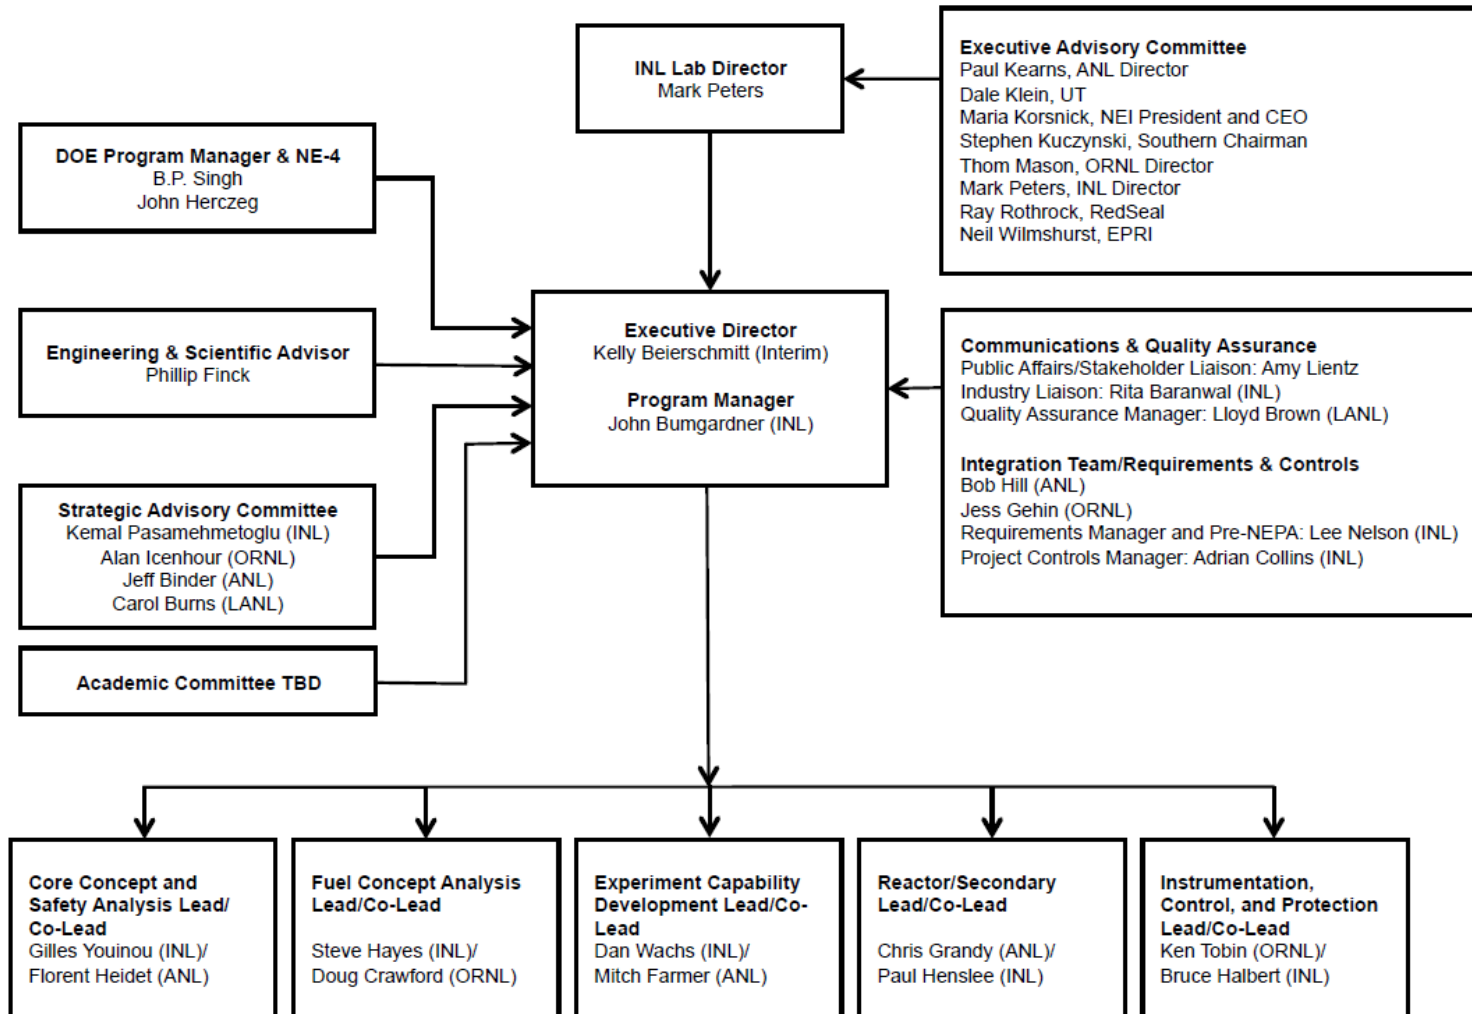 INL Lab Director
Mark Peters
Executive Advisory Committee
Paul Kearns, ANL Director
Dale Klein, UT
Maria Korsnick, NEI President and CEO
Stephen Kuczynski, Southern Chairman
Thom Mason, ORNL Director
Mark Peters, INL Director
Ray Rothrock, RedSeal
Neil Wilmshurst, EPRI
DOE Program Manager & NE-4
B.P. Singh
John Herczeg
Engineering & Scientific Advisor
Phillip Finck
Executive Director
Kelly Beierschmitt (Interim)
Program Manager
John Bumgardner (INL)
Communications & Quality Assurance
Public Affairs/Stakeholder Liaison: Amy Lientz
Industry Liaison: Rita Baranwal (INL)
Quality Assurance Manager: Lloyd Brown (LANL)
Integration Team/Requirements & Controls
Bob Hill (ANL)
Jess Gehin (ORNL)
Requirements Manager and Pre-NEPA: Lee Nelson (INL)
Project Controls Manager: Adrian Collins (INL)
Strategic Advisory Committee
Kemal Pasamehmetoglu (INL)
Alan Icenhour (ORNL)
Jeff Binder (ANL)
Carol Burns (LANL)
Academic Committee TBD
Core Concept and
Safety Analysis Lead/
Co-Lead
Gilles Youinou (INL)/
Florent Heidet (ANL)
Fuel Concept Analysis
Lead/Co-Lead
Steve Hayes (INL)/
Doug Crawford (ORNL)
Experiment Capability
Development Lead/Co-
Lead
Dan Wachs (INL)/
Mitch Farmer (ANL)
Reactor/Secondary
Lead/Co-Lead
Chris Grandy (ANL)/
Paul Henslee (INL)
Instrumentation,
Control, and Protection
Lead/Co-Lead
Ken Tobin (ORNL)/
Bruce Halbert (INL)